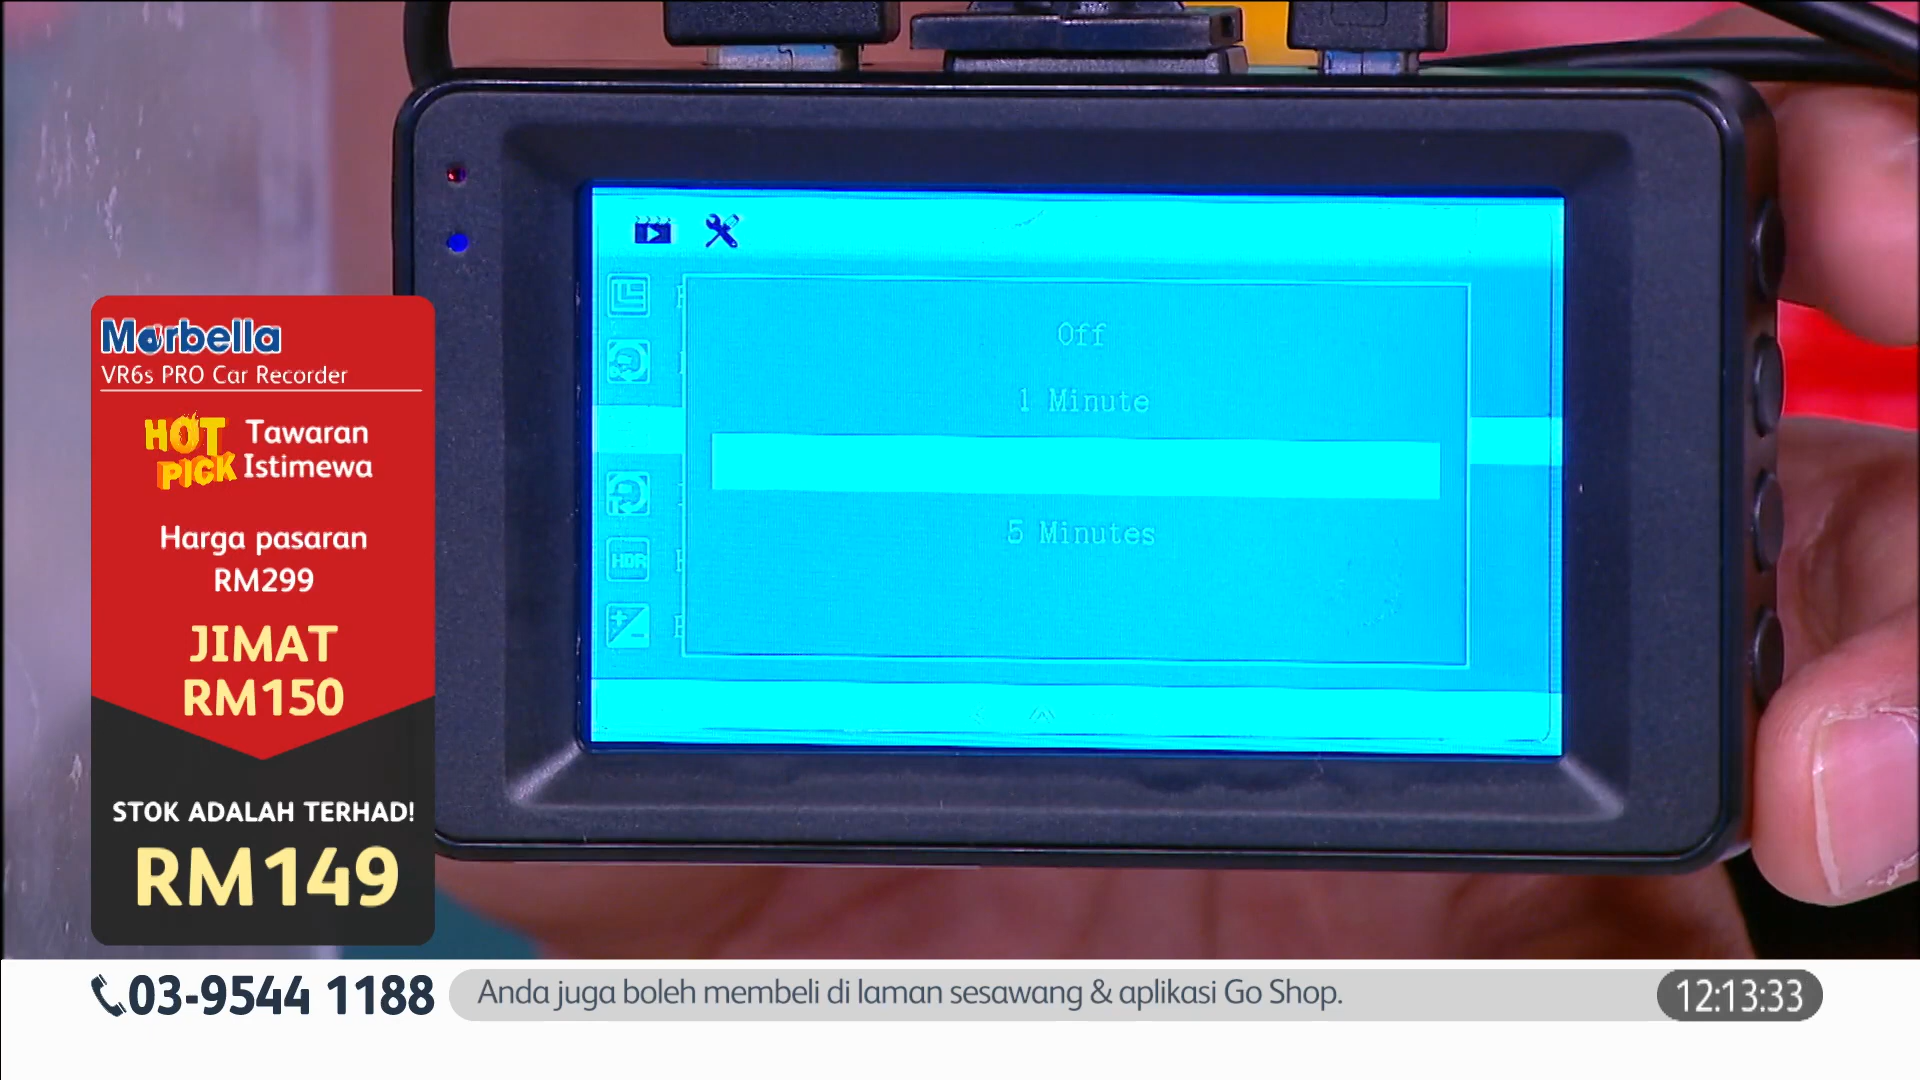 Marbella
VR6s PRO Car Recorder
HOT PICK
Tawaran
Istimewa
Harga pasaran
RM299
JIMAT
RM150
STOK ADALAH TERHAD!
RM149
Off
1 Minute
5 Minutes
HDR
03-9544 1188
Anda juga boleh membeli di laman sesawang & aplikasi Go Shop.
12:13:33